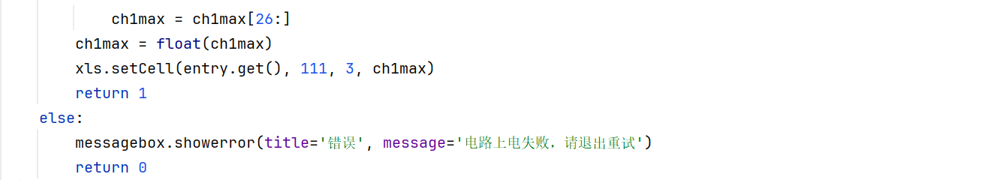 ch1max = ch1max[26:]
ch1max = float(ch1max)
xls.setCell(entry.get(), 111, 3, ch1max)
return 1
else:
messagebox.showerror(title='错误', message='电路上电失败，请退出重试')
return 0